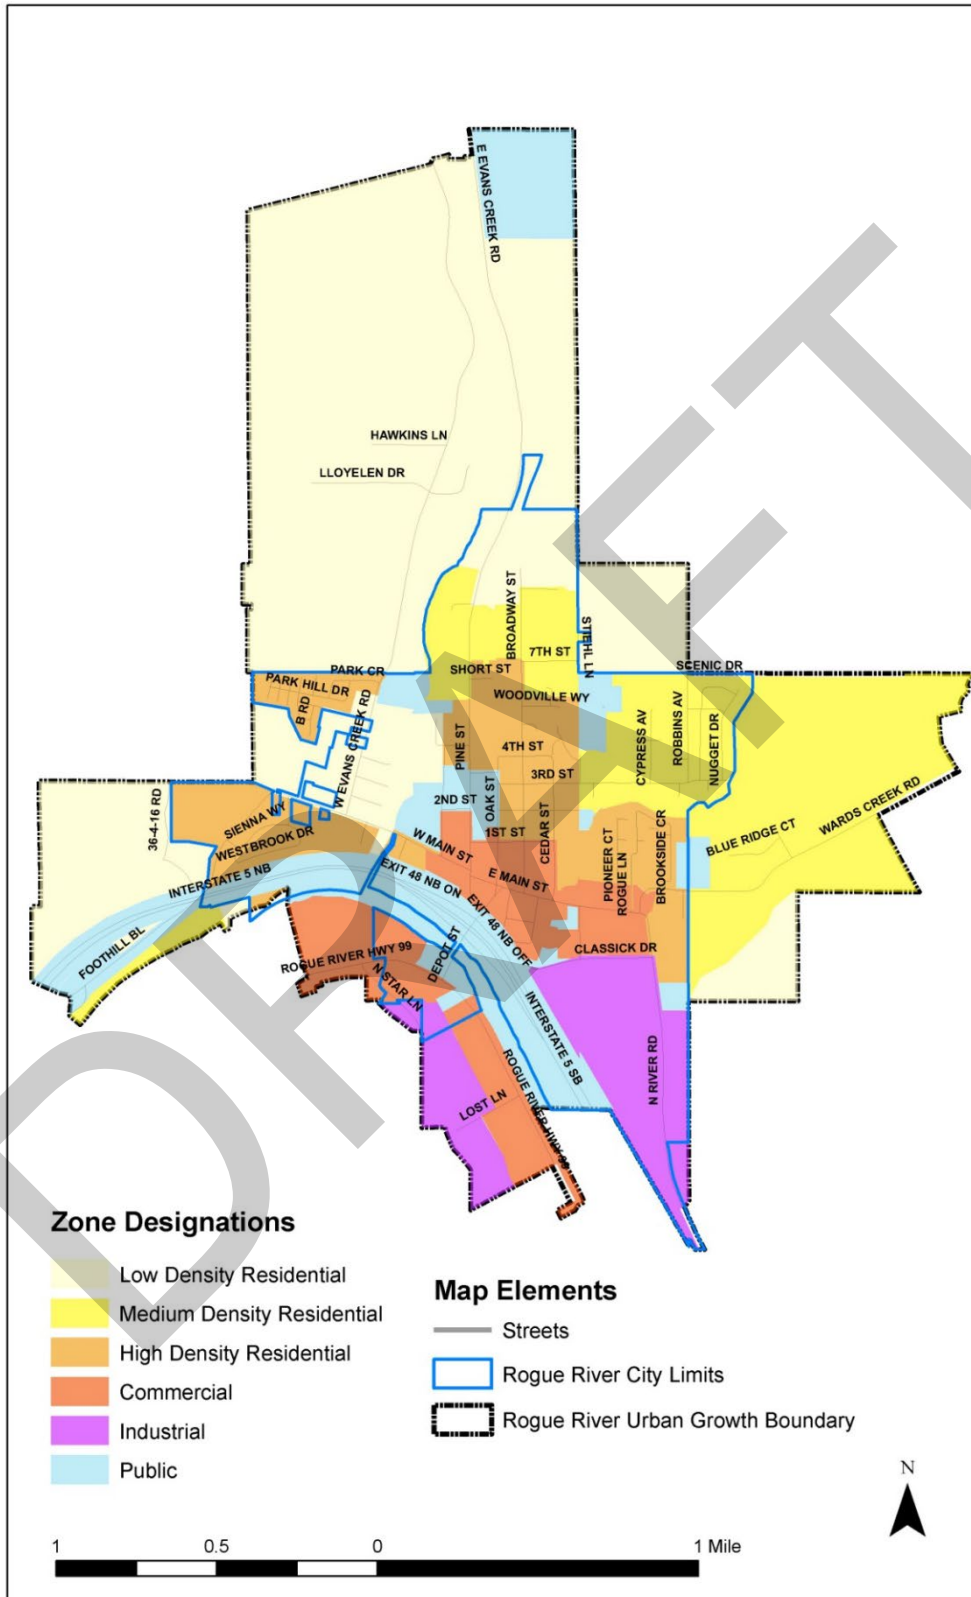 E EVANS CREEK RD
HAWKINS LN
LLOYELEN DR
BROADWAY ST
STIEHL LN
7TH ST
PARK CR
SHORT ST
SCENIC DR
PARK HILL DR
WOODVILLE WY
B RD
W EVANS CREEK RD
PINE ST
4TH ST
CYPRESS AV
ROBBINS AV
NUGGET DR
3RD ST
2ND ST
OAK ST
36-4-16 RD
SIENNA WY
WESTBROOK DR
W MAIN ST
1ST ST
CEDAR ST
PIONEER CT
ROGUE LN
BROOKSIDE CR
BLUE RIDGE CT
WARDS CREEK RD
INTERSTATE 5 NB
EXIT 48 NB ON
E MAIN ST
EXIT 48 NB OFF
FOOTHILL BL
ROGUE RIVER HWY 99
N STAR LN
DEPOT ST
CLASSICK DR
INTERSTATE 5 SB
N RIVER RD
LOST LN
ROGUE RIVER HWY 99
DRAFT
Zone Designations
Low Density Residential
Medium Density Residential
High Density Residential
Commercial
Industrial
Public
Map Elements
Streets
Rogue River City Limits
Rogue River Urban Growth Boundary
N
1 0.5 0 1 Mile